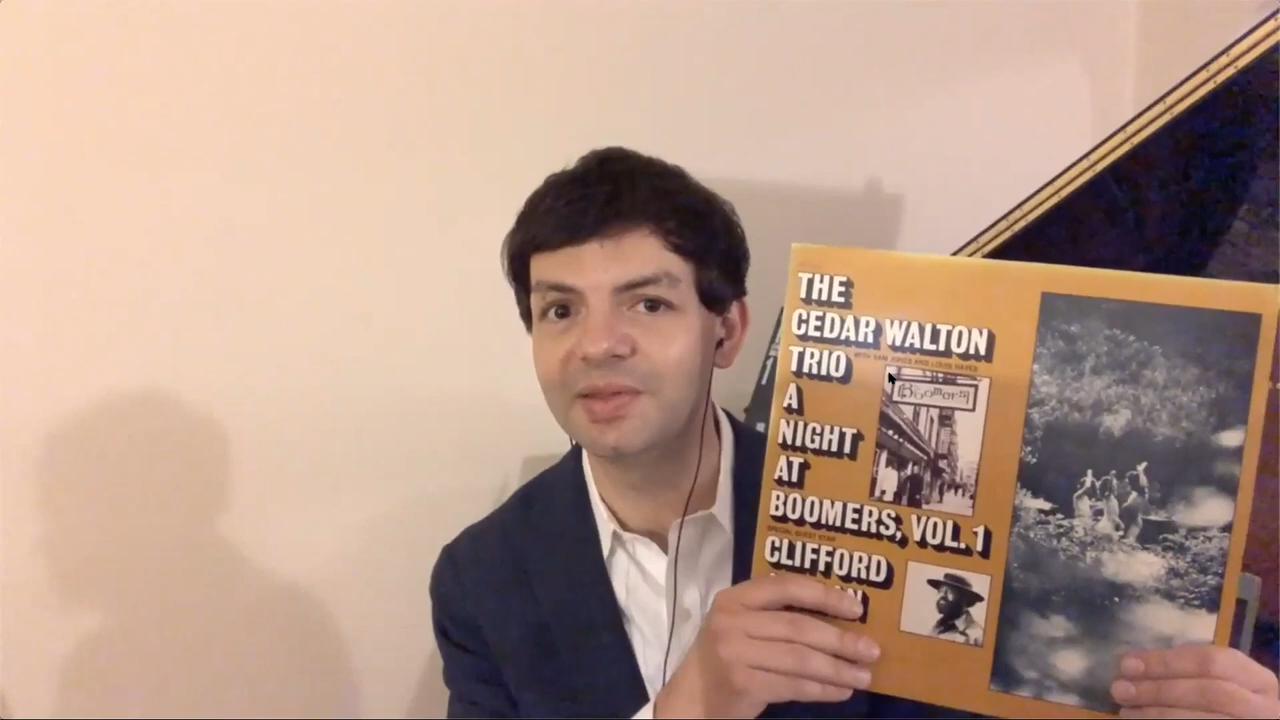 THE
CEDAR WALTON
TRIO WITH SAM JONES AND LOUIS HAYES
A
Boomers
NIGHT
AT
BOOMERS, VOL. 1
SPECIAL GUEST STAR
CLIFFORD